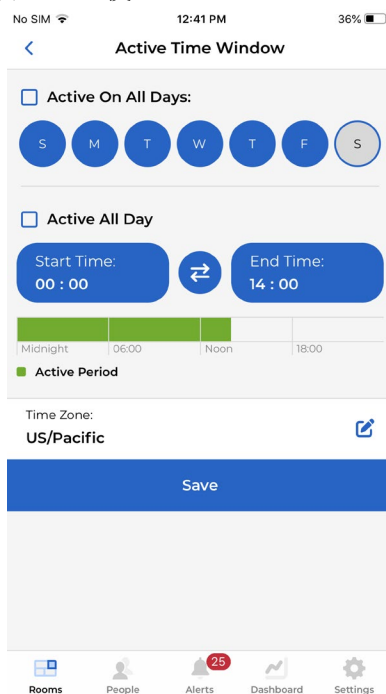 No SIM 12:41 PM 36%
Active Time Window
Active On All Days:
S M T W T F S
Active All Day
Start Time: End Time:
00 : 00 14 : 00
Midnight 06:00 Noon 18:00
Active Period
Time Zone:
US/Pacific
Save
25
Rooms People Alerts Dashboard Settings